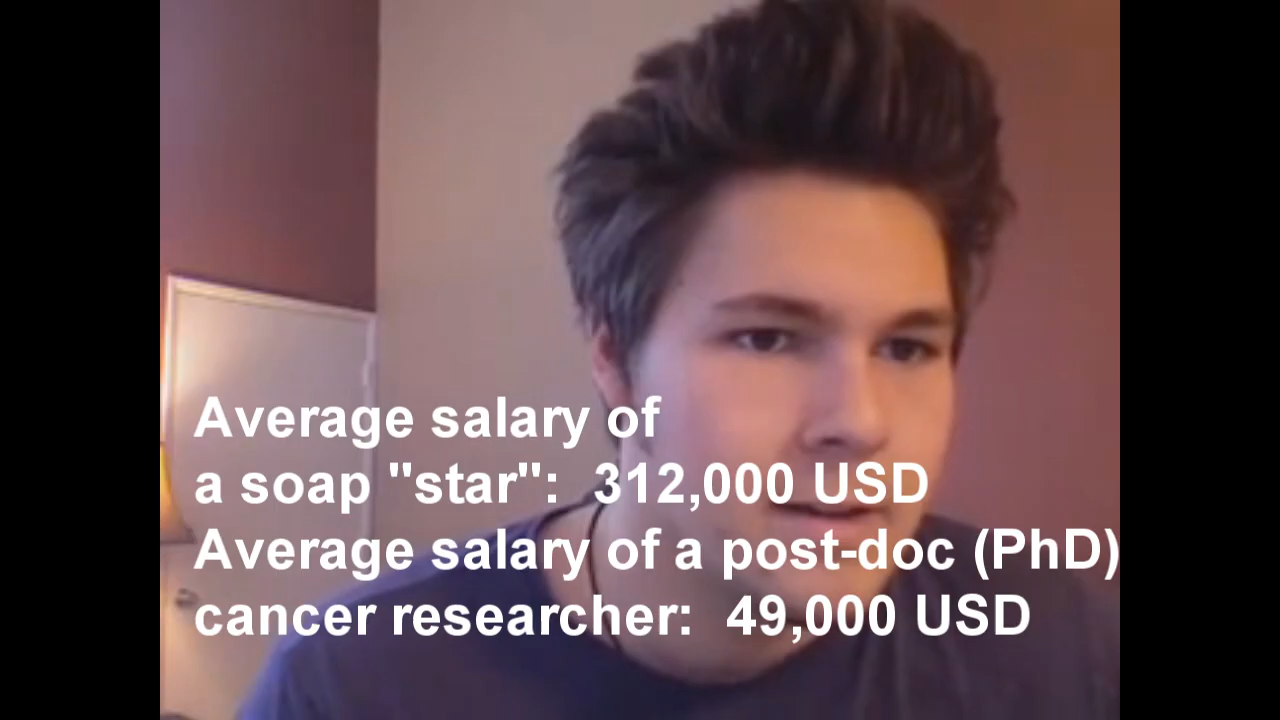 Average salary of
a soap "star":  312,000 USD
Average salary of a post-doc (PhD)
cancer researcher:  49,000 USD